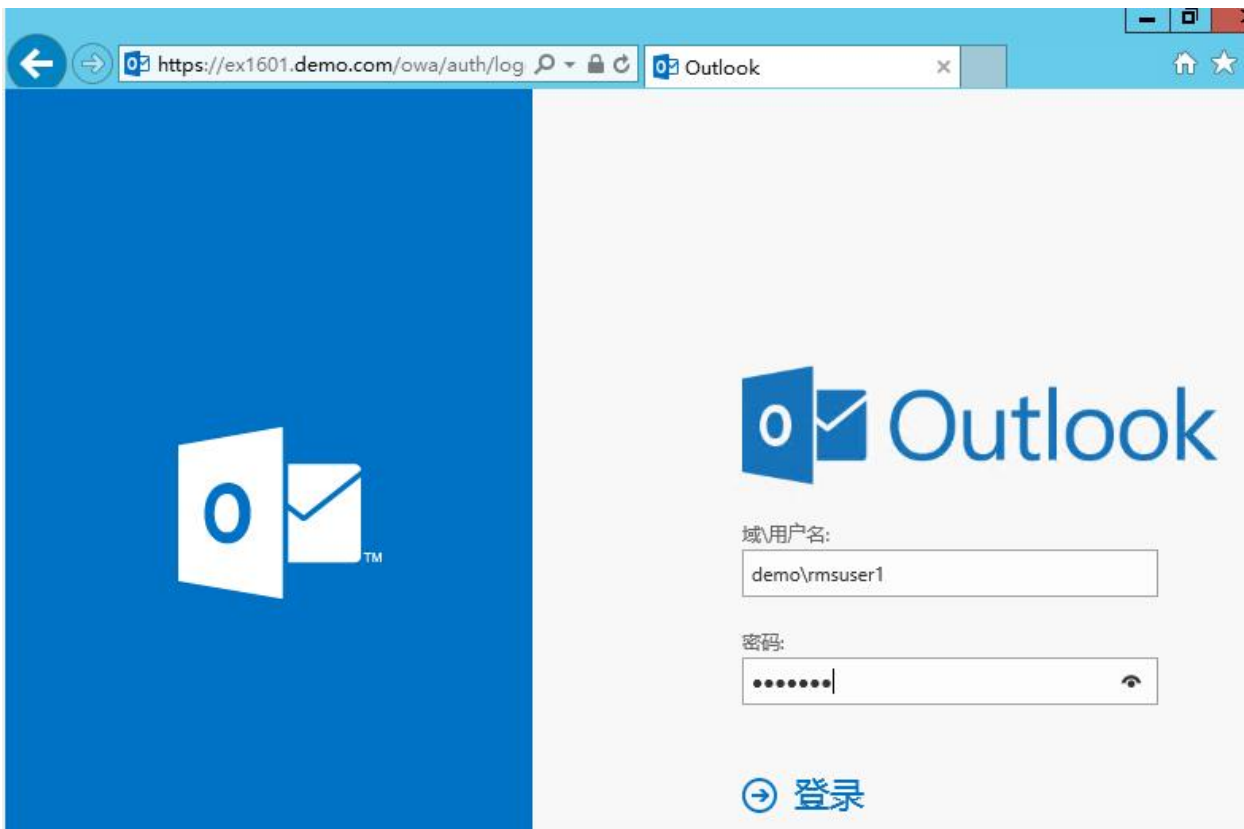 https://ex1601.demo.com/owa/auth/log
Outlook
O
TM
O Outlook
域\用户名:
demo\rmsuser1
密码:
•••••••
登录